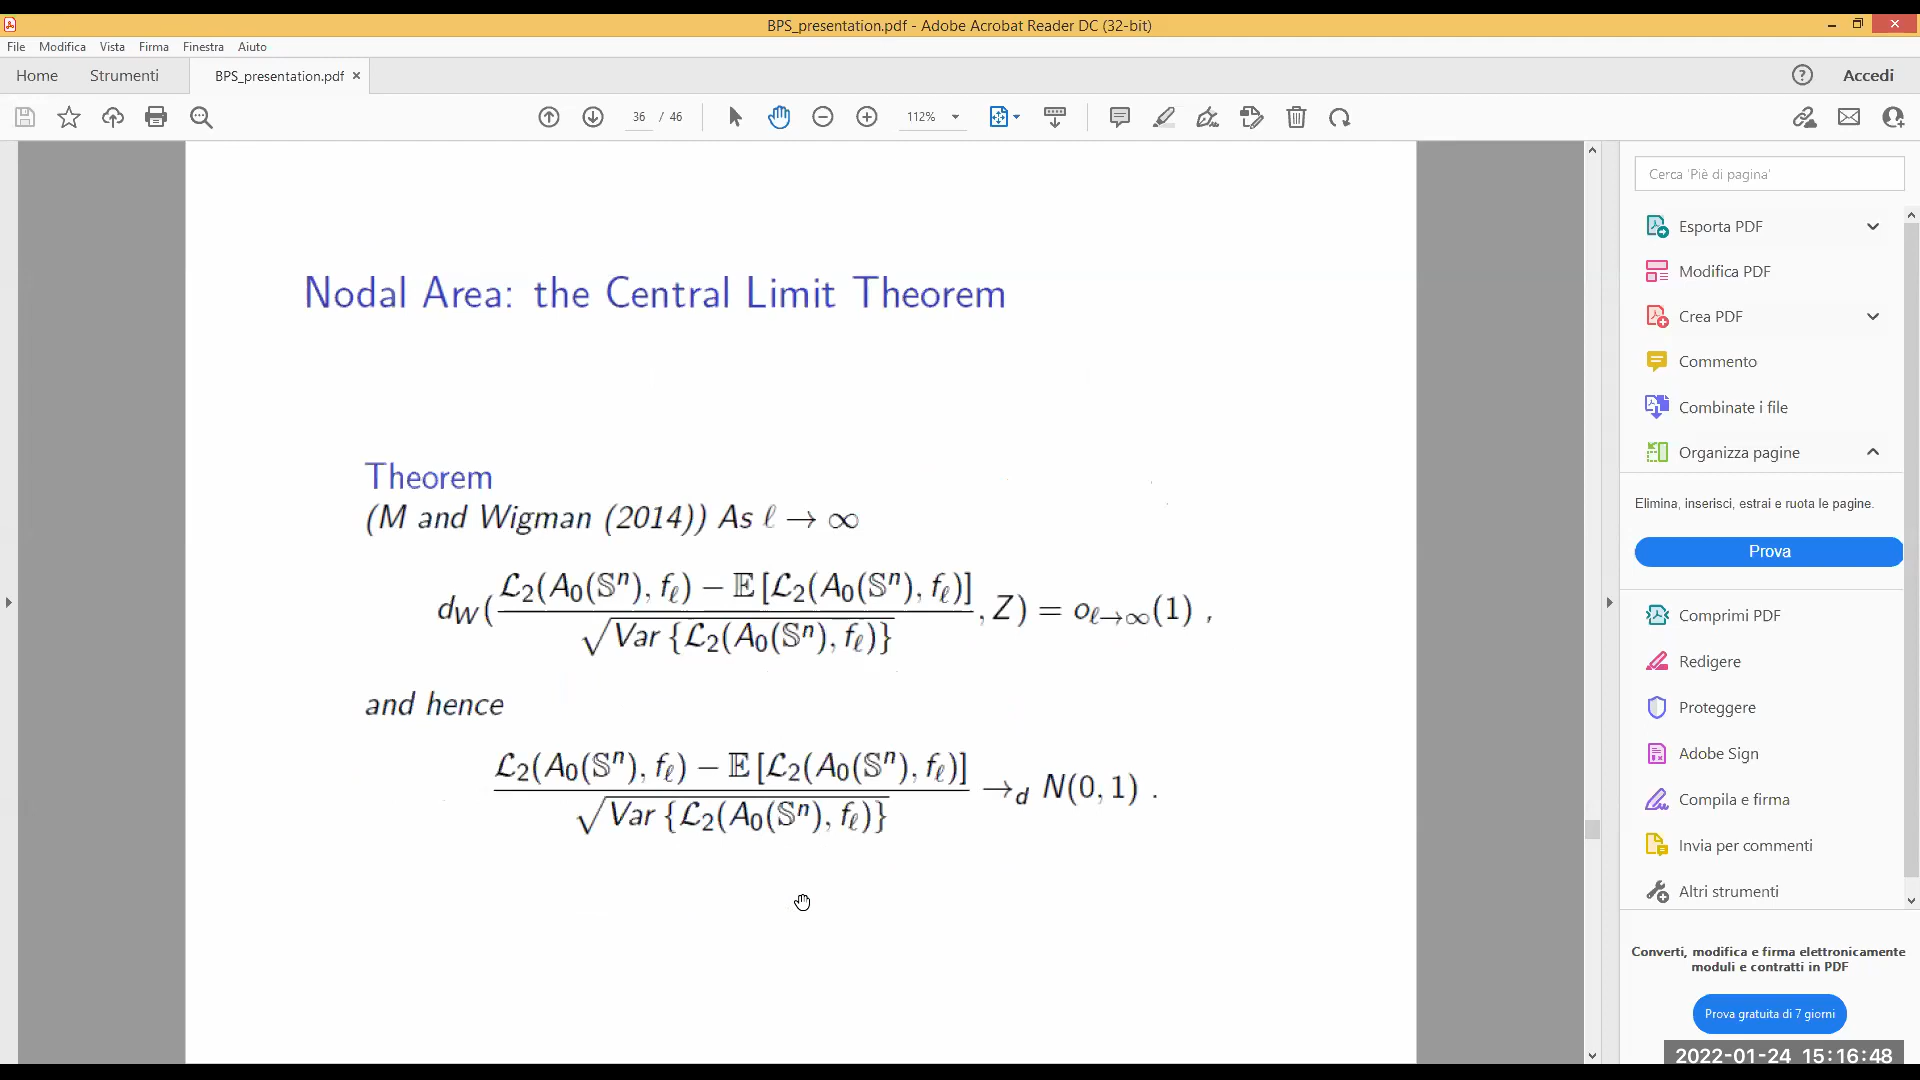 BPS_presentation.pdf - Adobe Acrobat Reader DC (32-bit)
File Modifica Vista Firma Finestra Aiuto
Home Strumenti BPS_presentation.pdf × Accedi
36 / 46 112%
Cerca 'Piè di pagina'
Esporta PDF
Modifica PDF
Crea PDF
Commento
Combinate i file
Organizza pagine
Elimina, inserisci, estrai e ruota le pagine.
Prova
Comprimi PDF
Redigere
Proteggere
Adobe Sign
Compila e firma
Invia per commenti
Altri strumenti
Converti, modifica e firma elettronicamente
moduli e contratti in PDF
Prova gratuita di 7 giorni
2022-01-24 15:16:48
Nodal Area: the Central Limit Theorem
Theorem
(M and Wigman (2014)) As ℓ → ∞
d_W( \frac{ℒ₂(A₀(𝕊ⁿ), f_ℓ) − 𝔼[ℒ₂(A₀(𝕊ⁿ), f_ℓ)]}{\sqrt{Var{ℒ₂(A₀(𝕊ⁿ), f_ℓ)}}}, Z) = o_{ℓ→∞}(1) ,
and hence
\frac{ℒ₂(A₀(𝕊ⁿ), f_ℓ) − 𝔼[ℒ₂(A₀(𝕊ⁿ), f_ℓ)]}{\sqrt{Var{ℒ₂(A₀(𝕊ⁿ), f_ℓ)}}} →_d N(0, 1) .